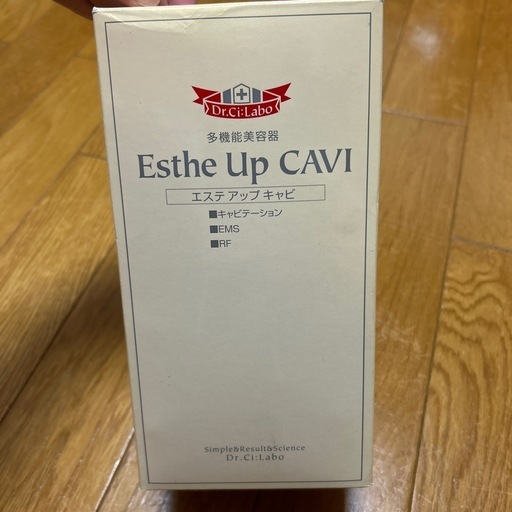 Dr.Ci:Labo
多機能美容器
Esthe Up CAVI
エステ アップ キャビ
■キャビテーション
■EMS
■RF
Simple&Result&Science
Dr.Ci:Labo